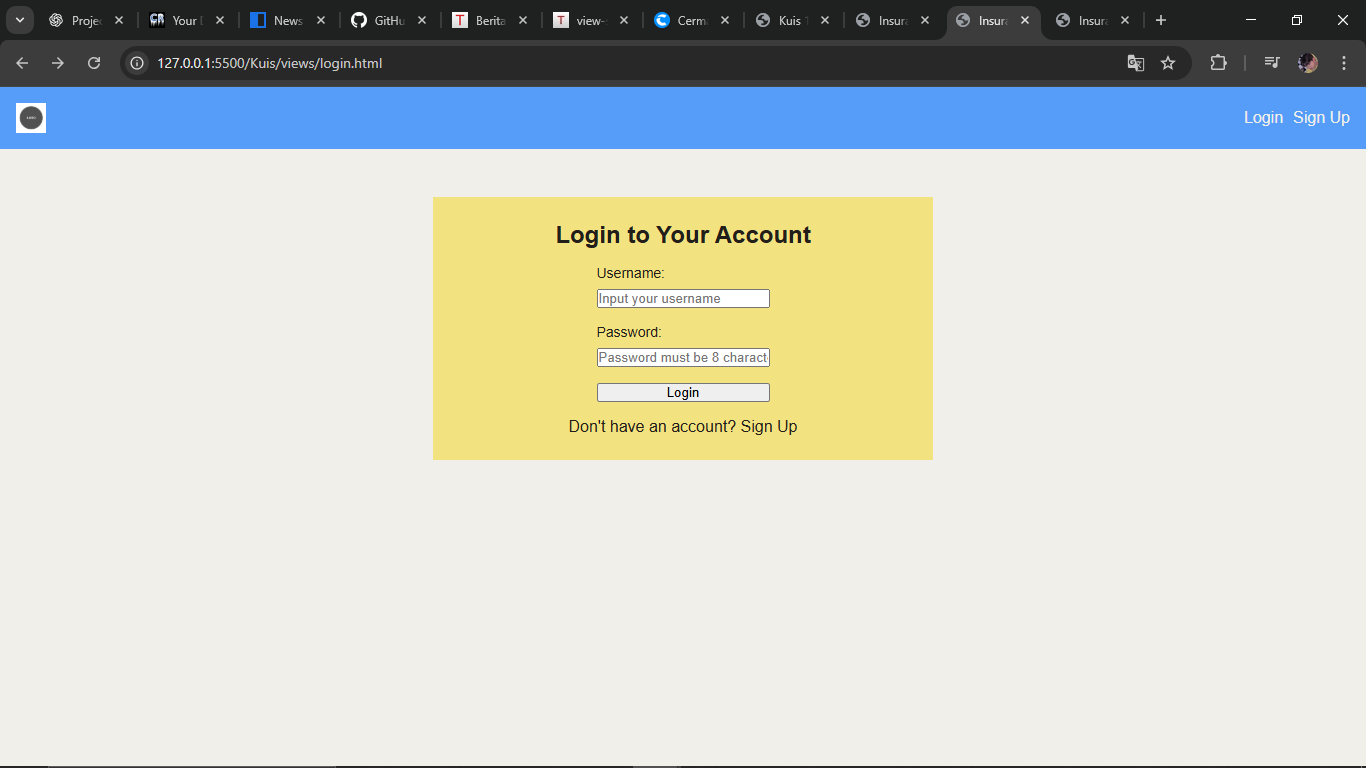 Projec
Your D
News
GitHu
Berita
view-s
Cerma
Kuis 1
Insura
Insura
Insura
127.0.0.1:5500/Kuis/views/login.html
Login Sign Up
Login to Your Account
Username:
Input your username
Password:
Password must be 8 charact
Login
Don't have an account? Sign Up